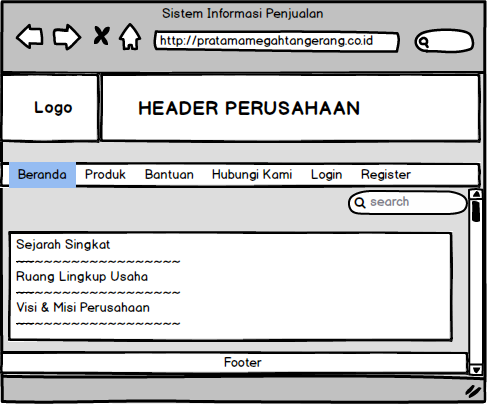 Sistem Informasi Penjualan
http://pratamamegahtangerang.co.id
Logo
HEADER PERUSAHAAN
Beranda Produk Bantuan Hubungi Kami Login Register
search
Sejarah Singkat
~~~~~~~~~~~~~~~~~~
Ruang Lingkup Usaha
~~~~~~~~~~~~~~~~~~
Visi & Misi Perusahaan
~~~~~~~~~~~~~~~~~~
Footer